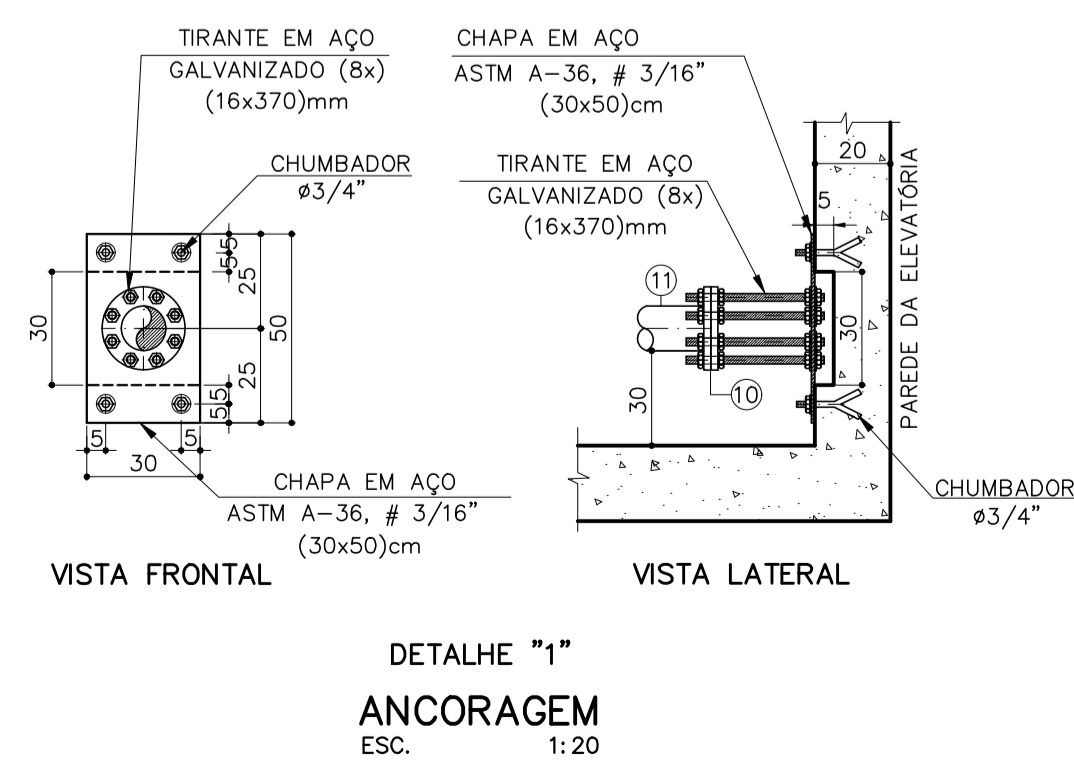 TIRANTE EM AÇO
GALVANIZADO (8x)
(16x370)mm
CHUMBADOR
ø3/4"
5
5
25
50
25
5
5
30
5
5
30
CHAPA EM AÇO
ASTM A-36, # 3/16"
(30x50)cm
VISTA FRONTAL
CHAPA EM AÇO
ASTM A-36, # 3/16"
(30x50)cm
TIRANTE EM AÇO
GALVANIZADO (8x)
(16x370)mm
20
5
PAREDE DA ELEVATÓRIA
11
30
30
10
CHUMBADOR
ø3/4"
VISTA LATERAL
DETALHE "1"
ANCORAGEM
ESC. 1:20